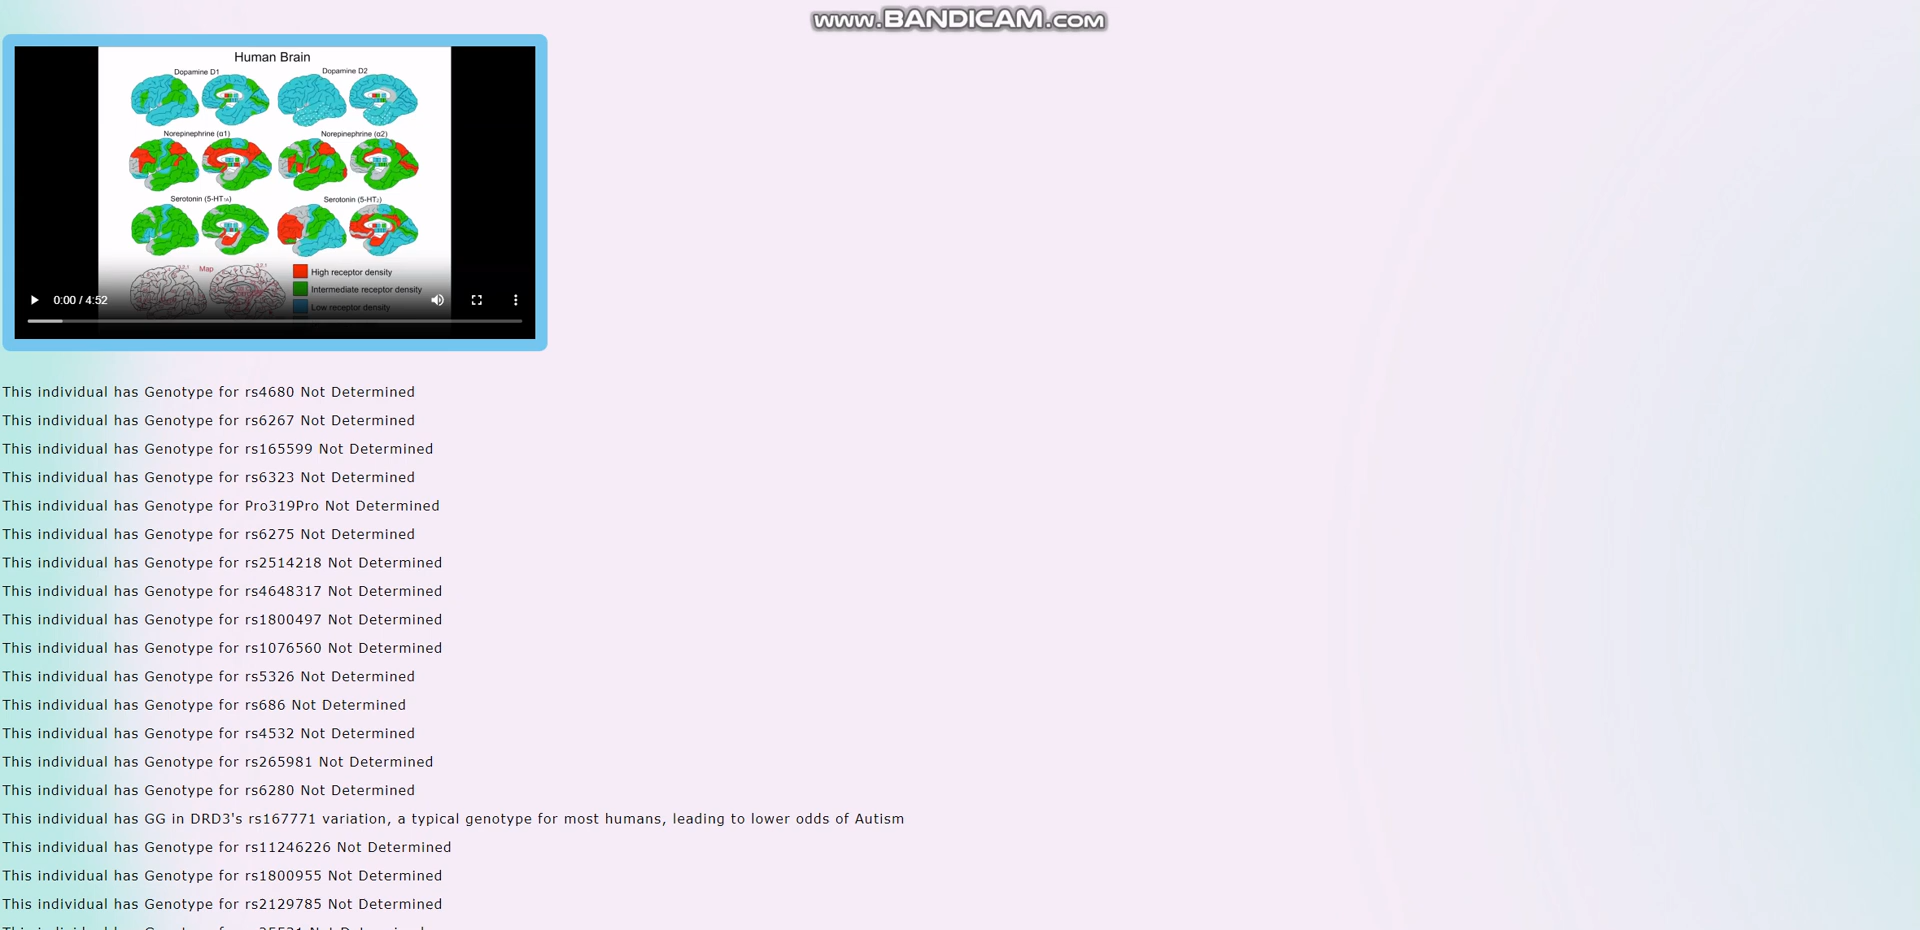 www.BANDICAM.com
Human Brain
Dopamine D1
Dopamine D2
Norepinephrine (α1)
Norepinephrine (α2)
Serotonin (5-HT1A)
Serotonin (5-HT2)
Map
High receptor density
Intermediate receptor density
Low receptor density
0:00 / 4:52
This individual has Genotype for rs4680 Not Determined
This individual has Genotype for rs6267 Not Determined
This individual has Genotype for rs165599 Not Determined
This individual has Genotype for rs6323 Not Determined
This individual has Genotype for Pro319Pro Not Determined
This individual has Genotype for rs6275 Not Determined
This individual has Genotype for rs2514218 Not Determined
This individual has Genotype for rs4648317 Not Determined
This individual has Genotype for rs1800497 Not Determined
This individual has Genotype for rs1076560 Not Determined
This individual has Genotype for rs5326 Not Determined
This individual has Genotype for rs686 Not Determined
This individual has Genotype for rs4532 Not Determined
This individual has Genotype for rs265981 Not Determined
This individual has Genotype for rs6280 Not Determined
This individual has GG in DRD3's rs167771 variation, a typical genotype for most humans, leading to lower odds of Autism
This individual has Genotype for rs11246226 Not Determined
This individual has Genotype for rs1800955 Not Determined
This individual has Genotype for rs2129785 Not Determined